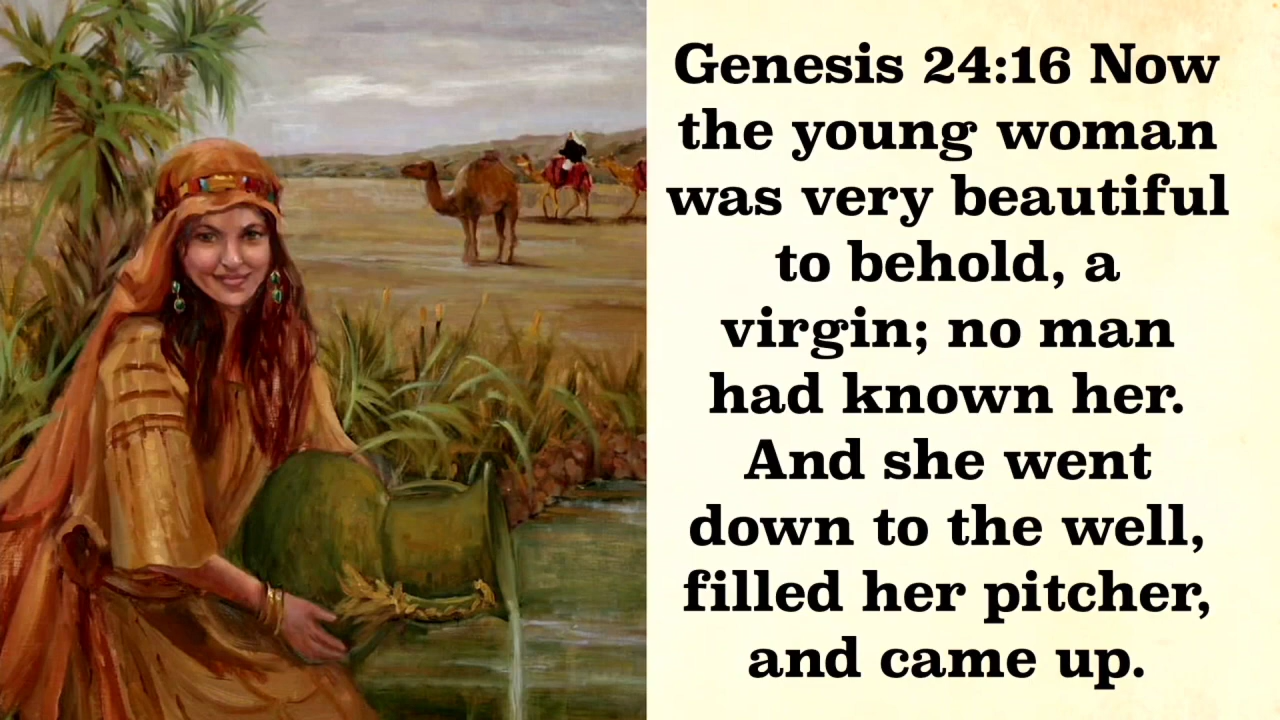 Genesis 24:16 Now
the young woman
was very beautiful
to behold, a
virgin; no man
had known her.
And she went
down to the well,
filled her pitcher,
and came up.